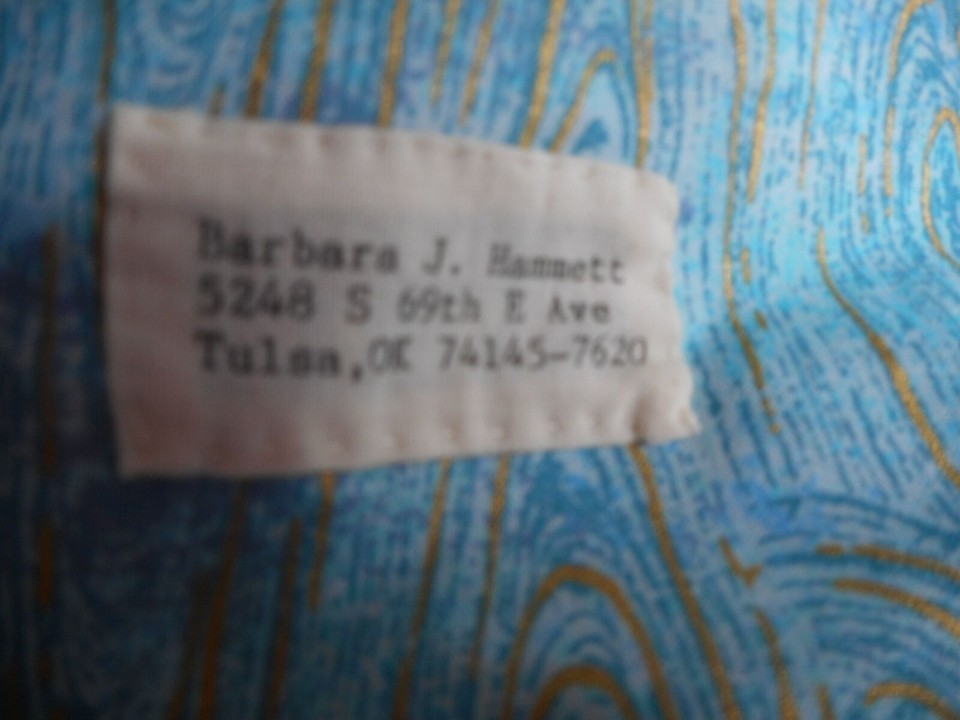 Barbara J. Hammett
5248 S 69th E Ave
Tulsa,OK 74145-7620